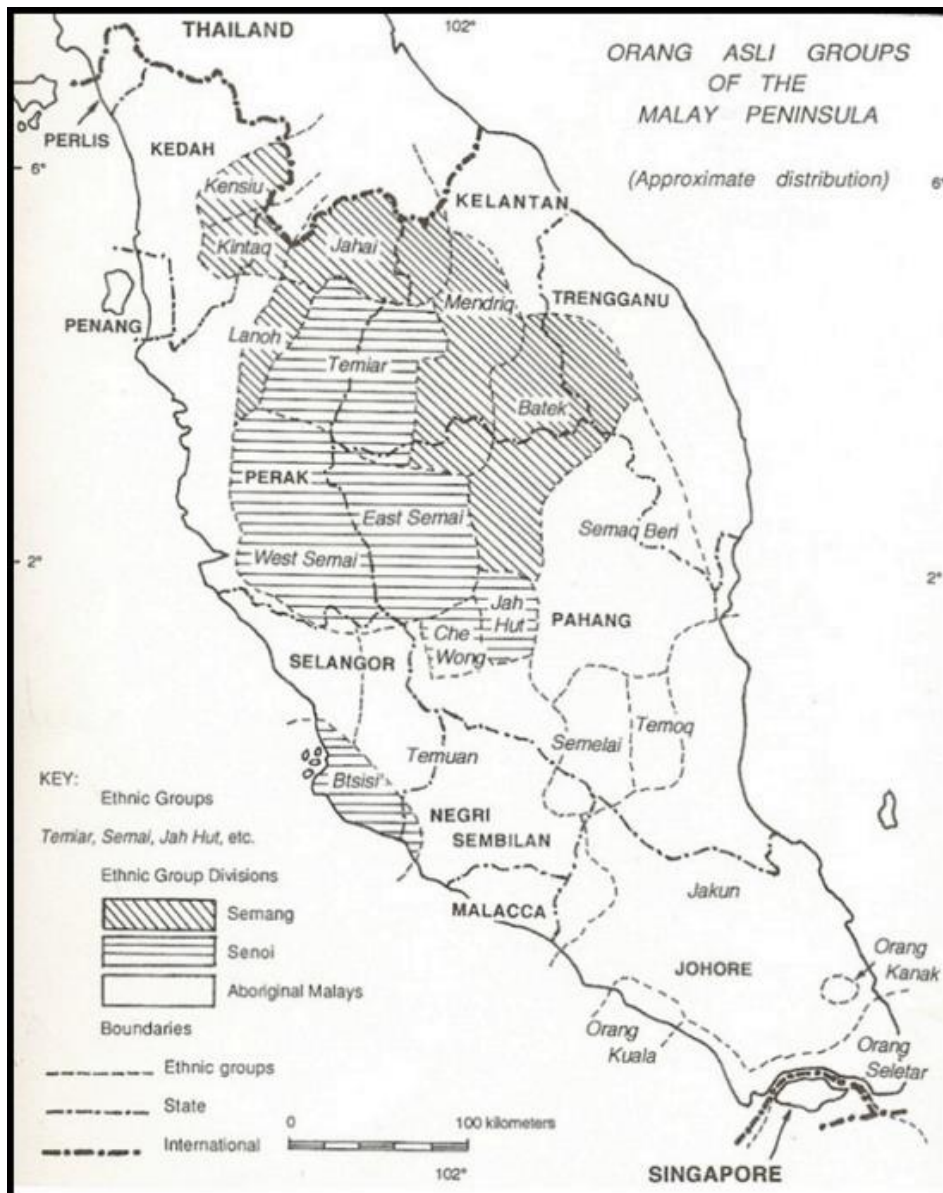 THAILAND
102°
ORANG ASLI GROUPS
OF THE
MALAY PENINSULA
(Approximate distribution)
PERLIS
KEDAH
6°
6°
Kensiu
KELANTAN
Kintaq
Jahai
Mendriq
TRENGGANU
PENANG
Lanoh
Temiar
Batek
PERAK
East Semai
Semaq Beri
West Semai
2°
2°
Jah
Hut
PAHANG
Che
Wong
SELANGOR
Temoq
Semelai
Temuan
Btsisi'
NEGRI
SEMBILAN
MALACCA
Jakun
JOHORE
Orang
Kanak
Orang
Kuala
Orang
Seletar
SINGAPORE
KEY:
Ethnic Groups
Temiar, Semai, Jah Hut, etc.
Ethnic Group Divisions
Semang
Senoi
Aboriginal Malays
Boundaries
Ethnic groups
State
International
0
100 kilometers
102°